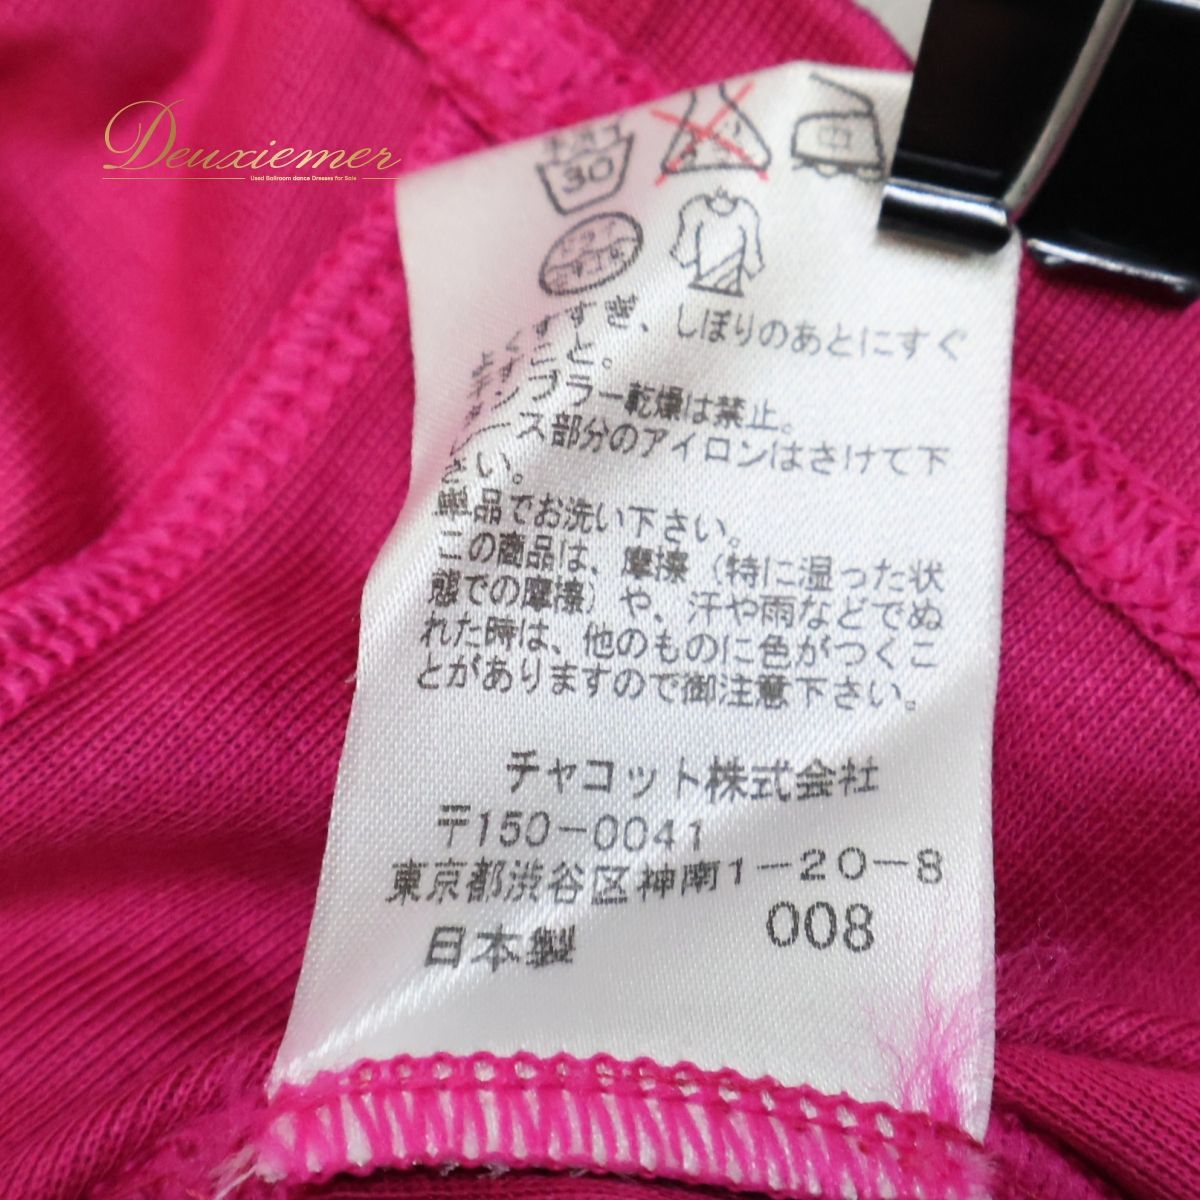 Deuxiemer
Used Ballroom dance Dresses for Sale
30
中
すすぎ、しぼりのあとにすぐ
こと。
ンブラー乾燥は禁止。
ース部分のアイロンはさけて下
さい。
単品でお洗い下さい。
この商品は、摩擦（特に湿った状
態での摩擦）や、汗や雨などでぬ
れた時は、他のものに色がつくこ
とがありますので御注意下さい。
チャコット株式会社
〒150-0041
東京都渋谷区神南1-20-8
日本製 008